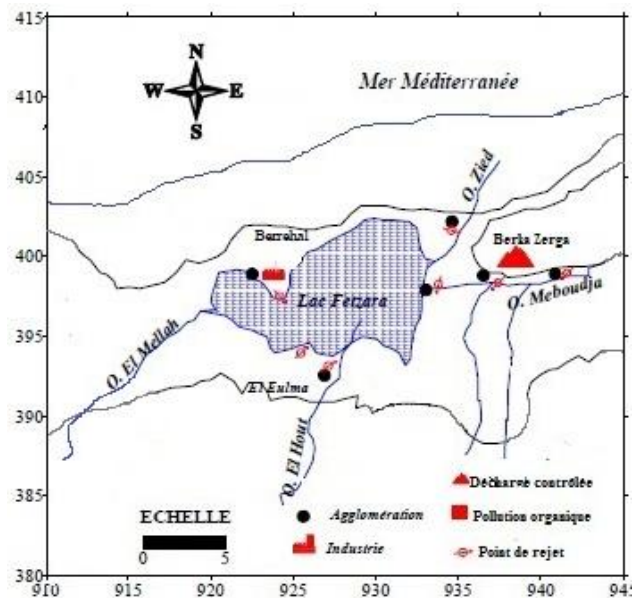 415
410
405
400
395
390
385
380
910
915
920
925
930
935
940
945
N
W E
S
Mer Méditerranée
O. Zied
Berrehal
Berka Zerga
Lac Fetzara
O. Meboudja
O. El Mellah
El Eulma
O. El Hout
ECHELLE
0 5
Agglomération
Industrie
Décharge contrôlée
Pollution organique
Point de rejet